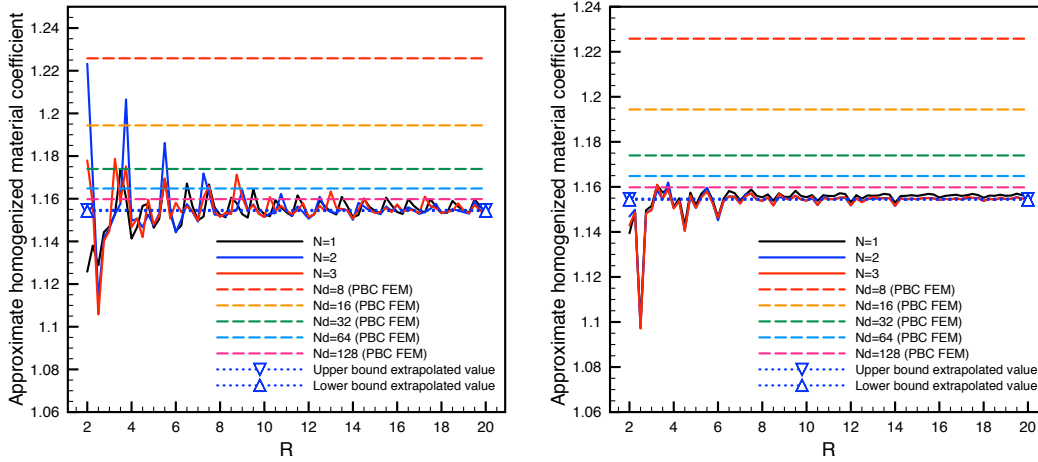 Approximate homogenized material coefficient
1.24
1.22
1.2
1.18
1.16
1.14
1.12
1.1
1.08
1.06
2 4 6 8 10 12 14 16 18 20
R
N=1
N=2
N=3
Nd=8 (PBC FEM)
Nd=16 (PBC FEM)
Nd=32 (PBC FEM)
Nd=64 (PBC FEM)
Nd=128 (PBC FEM)
Upper bound extrapolated value
Lower bound extrapolated value
Approximate homogenized material coefficient
1.24
1.22
1.2
1.18
1.16
1.14
1.12
1.1
1.08
1.06
2 4 6 8 10 12 14 16 18 20
R
N=1
N=2
N=3
Nd=8 (PBC FEM)
Nd=16 (PBC FEM)
Nd=32 (PBC FEM)
Nd=64 (PBC FEM)
Nd=128 (PBC FEM)
Upper bound extrapolated value
Lower bound extrapolated value